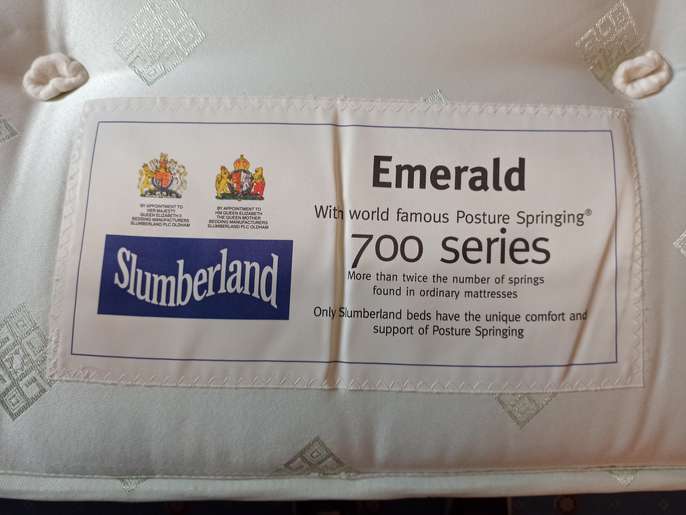 BY APPOINTMENT TO
HER MAJESTY
QUEEN ELIZABETH II
BEDDING MANUFACTURERS
SLUMBERLAND PLC OLDHAM
BY APPOINTMENT TO
HM QUEEN ELIZABETH
THE QUEEN MOTHER
BEDDING MANUFACTURERS
SLUMBERLAND PLC OLDHAM
Slumberland
Emerald
With world famous Posture Springing®
700 series
More than twice the number of springs
found in ordinary mattresses
Only Slumberland beds have the unique comfort and
support of Posture Springing